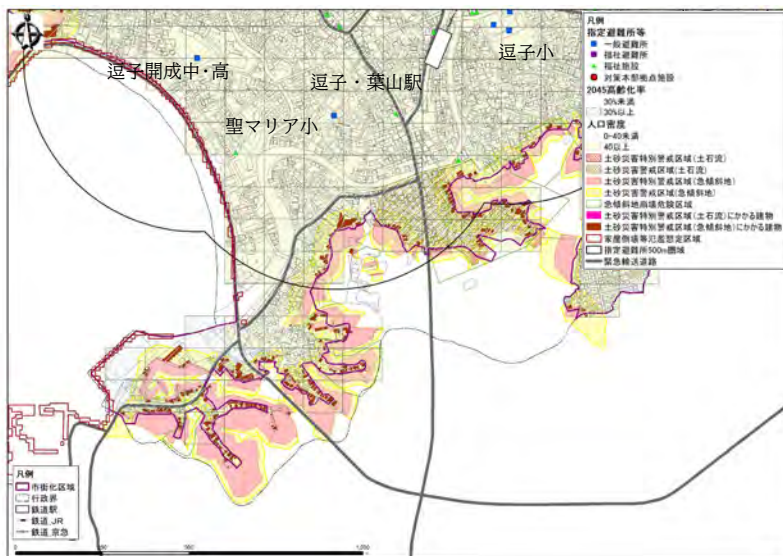 逗子開成中・高
逗子・葉山駅
逗子小
聖マリア小
凡例
指定避難所等
一般避難所
福祉避難所
福祉施設
対策本部拠点施設
2045高齢化率
30%未満
30%以上
人口密度
0-40未満
40以上
土砂災害特別警戒区域(土石流)
土砂災害警戒区域(土石流)
土砂災害特別警戒区域(急傾斜地)
土砂災害警戒区域(急傾斜地)
急傾斜地崩壊危険区域
土砂災害特別警戒区域(土石流)にかかる建物
土砂災害特別警戒区域(急傾斜地)にかかる建物
家屋倒壊等氾濫想定区域
指定避難所500m圏域
緊急輸送道路
凡例
市街化区域
行政界
鉄道駅
鉄道_JR
鉄道_京急